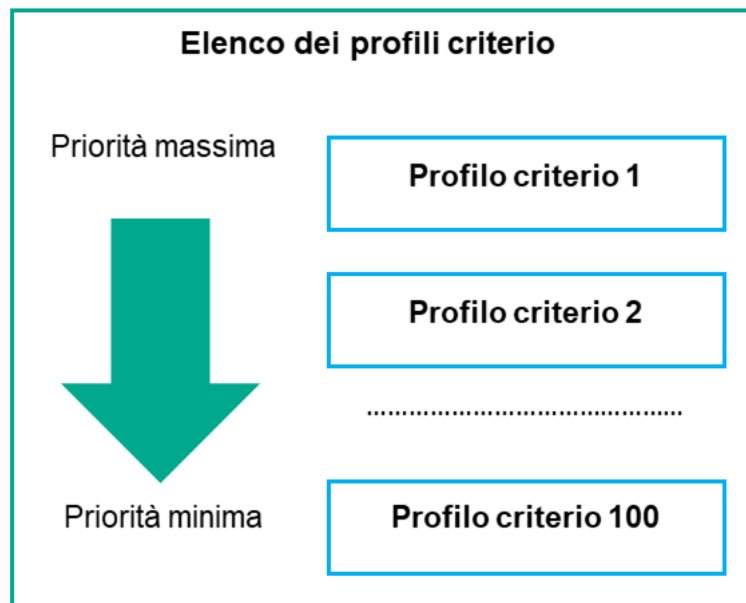 Elenco dei profili criterio
Priorità massima
Profilo criterio 1
Profilo criterio 2
................................................
Priorità minima
Profilo criterio 100